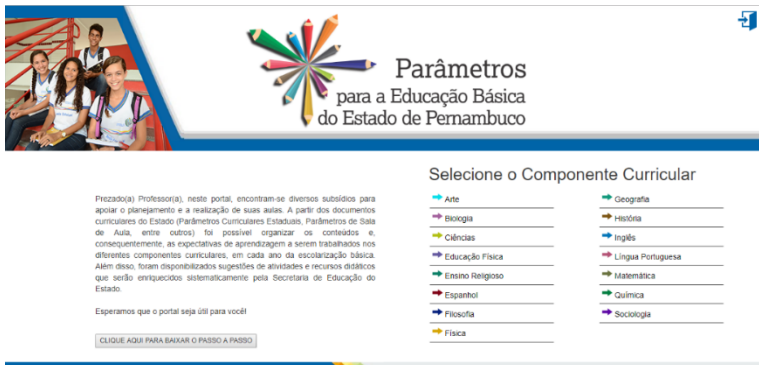 Parâmetros
para a Educação Básica
do Estado de Pernambuco
Prezado(a) Professor(a), neste portal, encontram-se diversos subsídios para
apoiar o planejamento e a realização de suas aulas. A partir dos documentos
curriculares do Estado (Parâmetros Curriculares Estaduais, Parâmetros de Sala
de Aula, entre outros) foi possível organizar os conteúdos e,
consequentemente, as expectativas de aprendizagem a serem trabalhados nos
diferentes componentes curriculares, em cada ano da escolarização básica.
Além disso, foram disponibilizados sugestões de atividades e recursos didáticos
que serão enriquecidos sistematicamente pela Secretaria de Educação do
Estado.
Esperamos que o portal seja útil para você!
CLIQUE AQUI PARA BAIXAR O PASSO A PASSO
Selecione o Componente Curricular
Arte
Biologia
Ciências
Educação Física
Ensino Religioso
Espanhol
Filosofia
Física
Geografia
História
Inglês
Língua Portuguesa
Matemática
Química
Sociologia